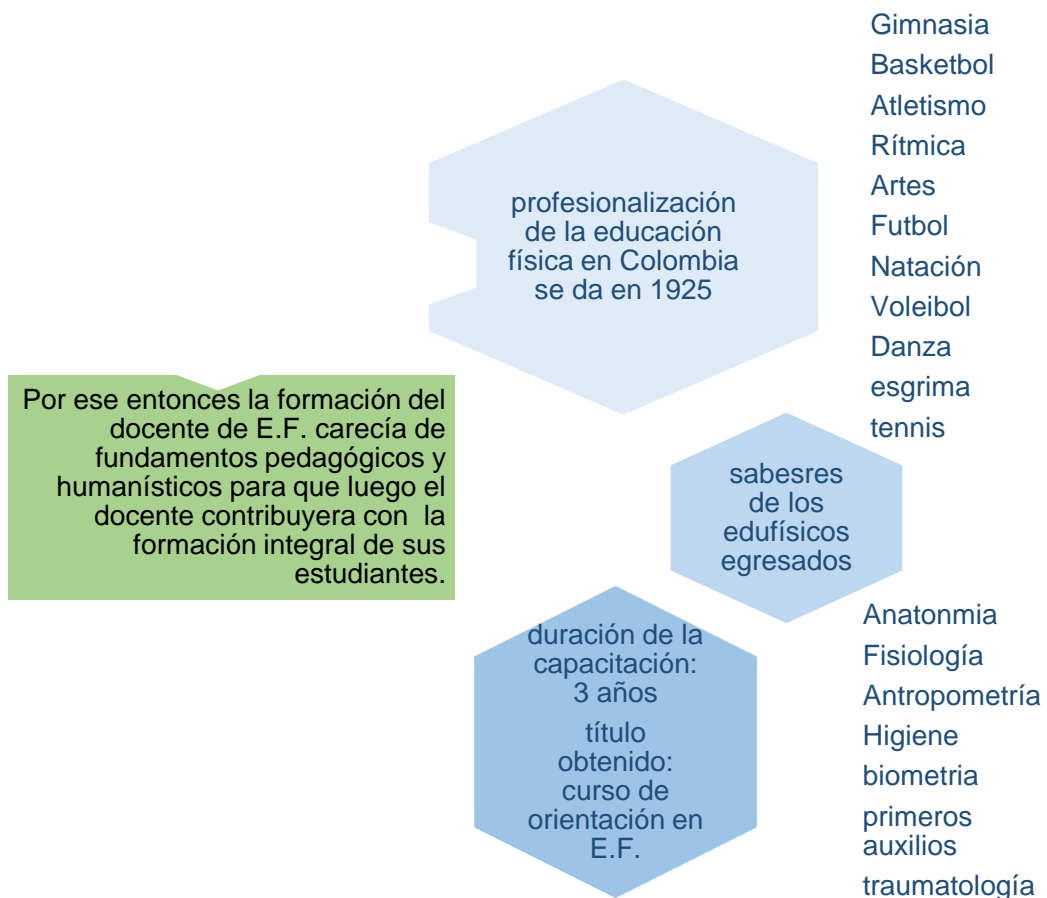 Gimnasia
Basketbol
Atletismo
Rítmica
Artes
Futbol
Natación
Voleibol
Danza
esgrima
tennis
profesionalización
de la educación
física en Colombia
se da en 1925
Por ese entonces la formación del
docente de E.F. carecía de
fundamentos pedagógicos y
humanísticos para que luego el
docente contribuyera con la
formación integral de sus
estudiantes.
sabesres
de los
edufísicos
egresados
duración de la
capacitación:
3 años
título
obtenido:
curso de
orientación en
E.F.
Anatonmia
Fisiología
Antropometría
Higiene
biometria
primeros
auxilios
traumatología